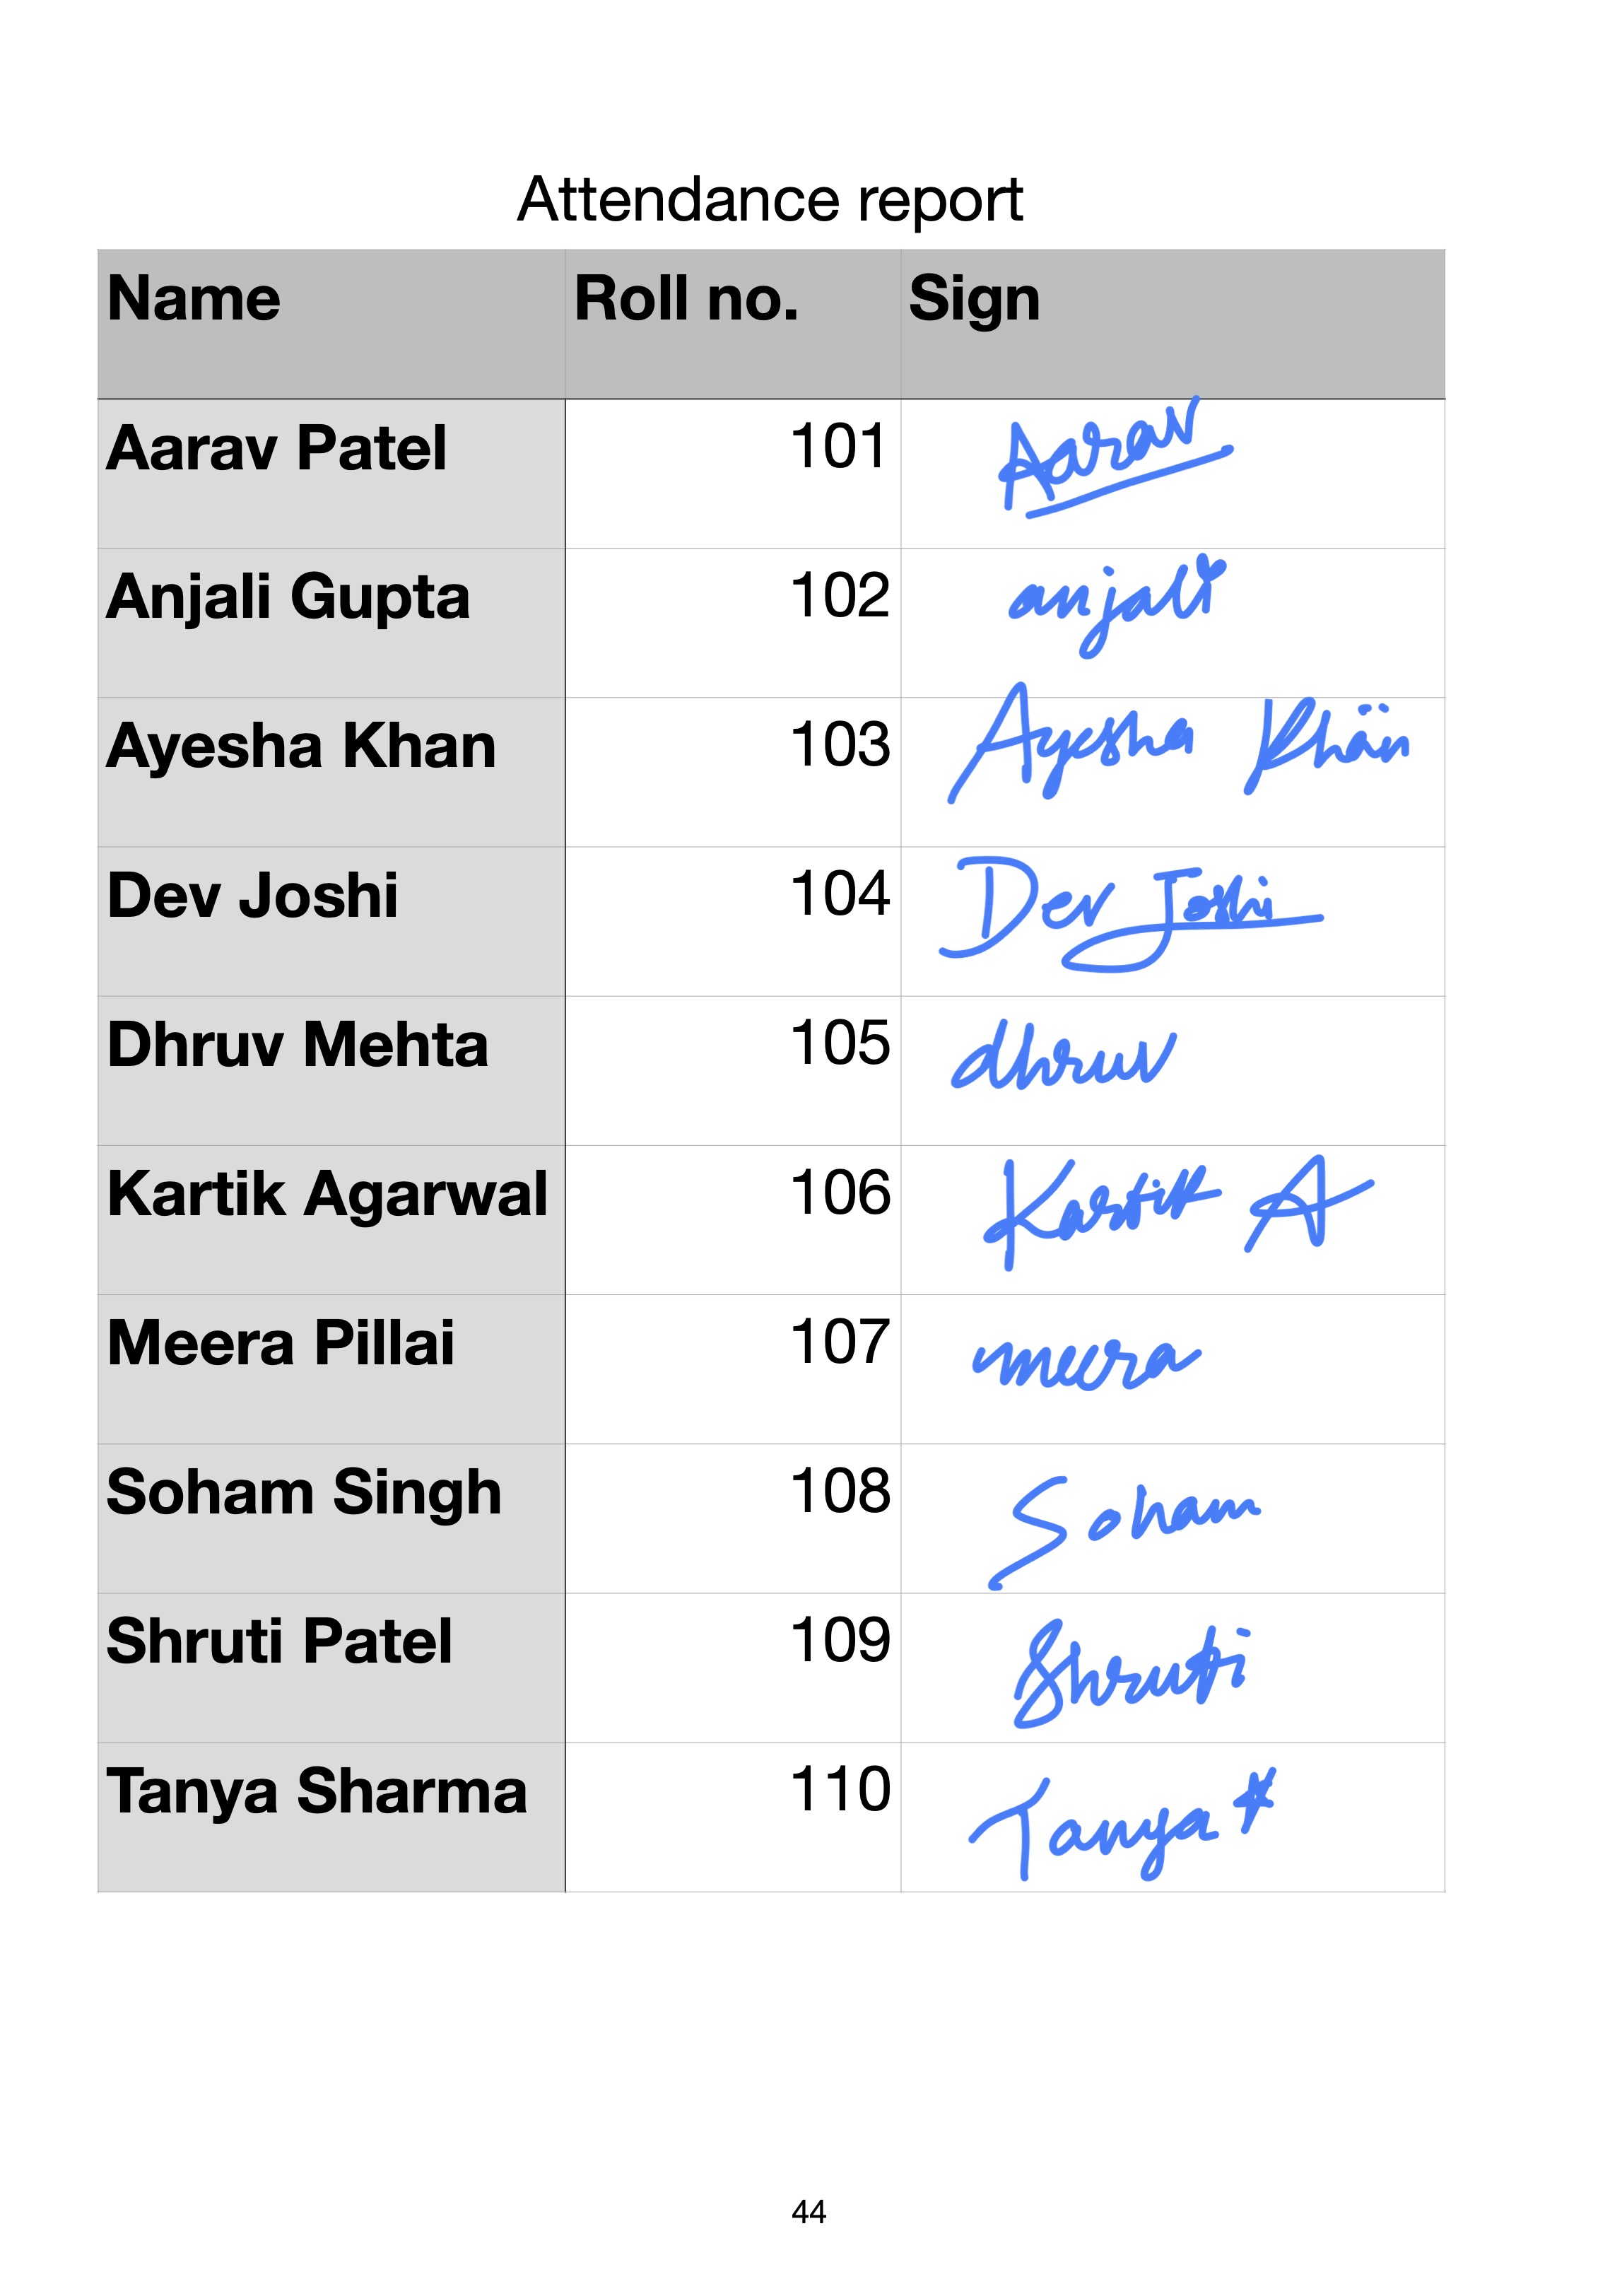 Attendance report
Name Roll no. Sign
Aarav Patel 101 Aarav
Anjali Gupta 102 anjali
Ayesha Khan 103 Ayesha Khan
Dev Joshi 104 Dev Joshi
Dhruv Mehta 105 dhruv
Kartik Agarwal 106 Kartik A
Meera Pillai 107 meera
Soham Singh 108 Soham
Shruti Patel 109 Shruti
Tanya Sharma 110 Tanya
44